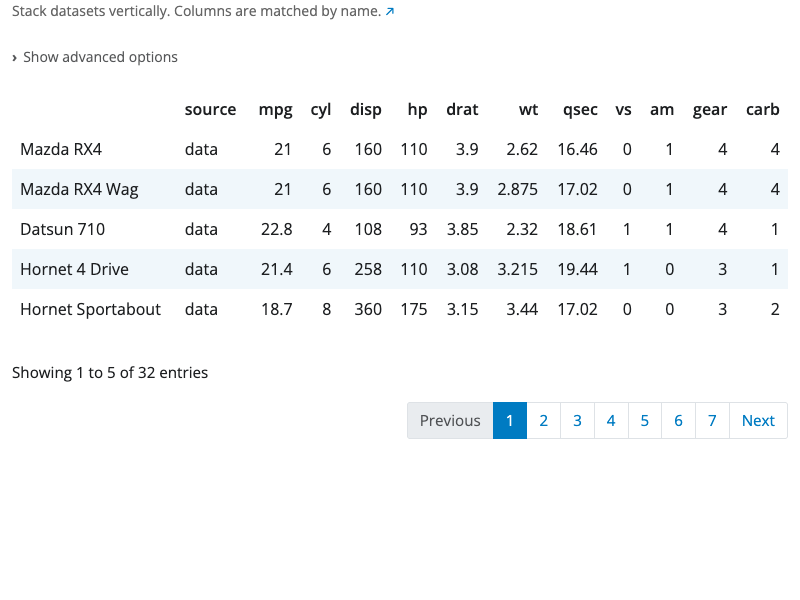 Stack datasets vertically. Columns are matched by name.
› Show advanced options
source mpg cyl disp hp drat wt qsec vs am gear carb
Mazda RX4 data 21 6 160 110 3.9 2.62 16.46 0 1 4 4
Mazda RX4 Wag data 21 6 160 110 3.9 2.875 17.02 0 1 4 4
Datsun 710 data 22.8 4 108 93 3.85 2.32 18.61 1 1 4 1
Hornet 4 Drive data 21.4 6 258 110 3.08 3.215 19.44 1 0 3 1
Hornet Sportabout data 18.7 8 360 175 3.15 3.44 17.02 0 0 3 2
Showing 1 to 5 of 32 entries
Previous 1 2 3 4 5 6 7 Next